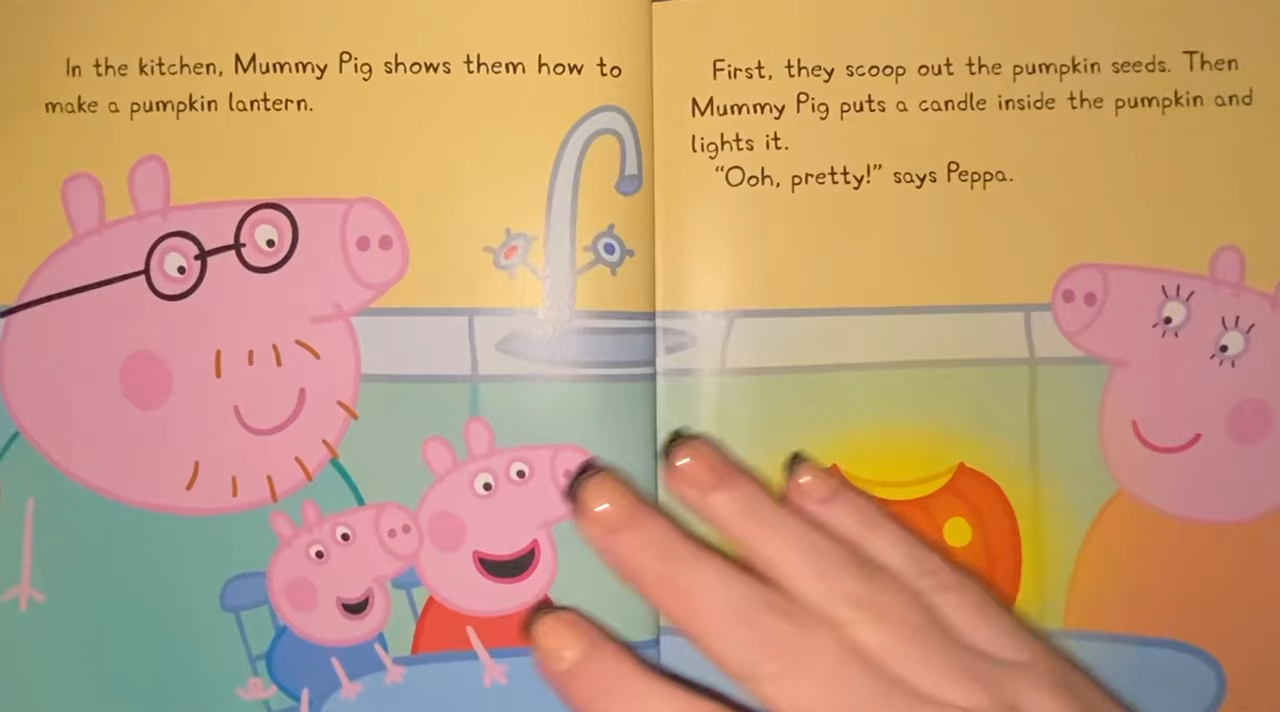 In the kitchen, Mummy Pig shows them how to
make a pumpkin lantern.
First, they scoop out the pumpkin seeds. Then
Mummy Pig puts a candle inside the pumpkin and
lights it.
“Ooh, pretty!” says Peppa.